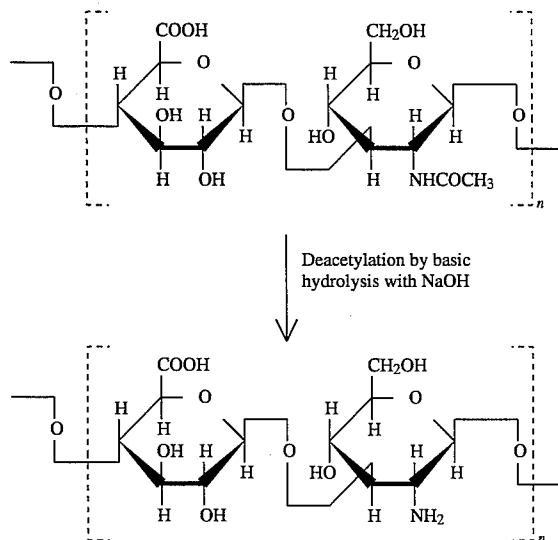 COOH CH₂OH
H O H O
O H OH H H O HO H H O
H H
H OH H NHCOCH₃
n
Deacetylation by basic
hydrolysis with NaOH
COOH CH₂OH
H O H O
O H OH H H O HO H H O
H H
H OH H NH₂
n